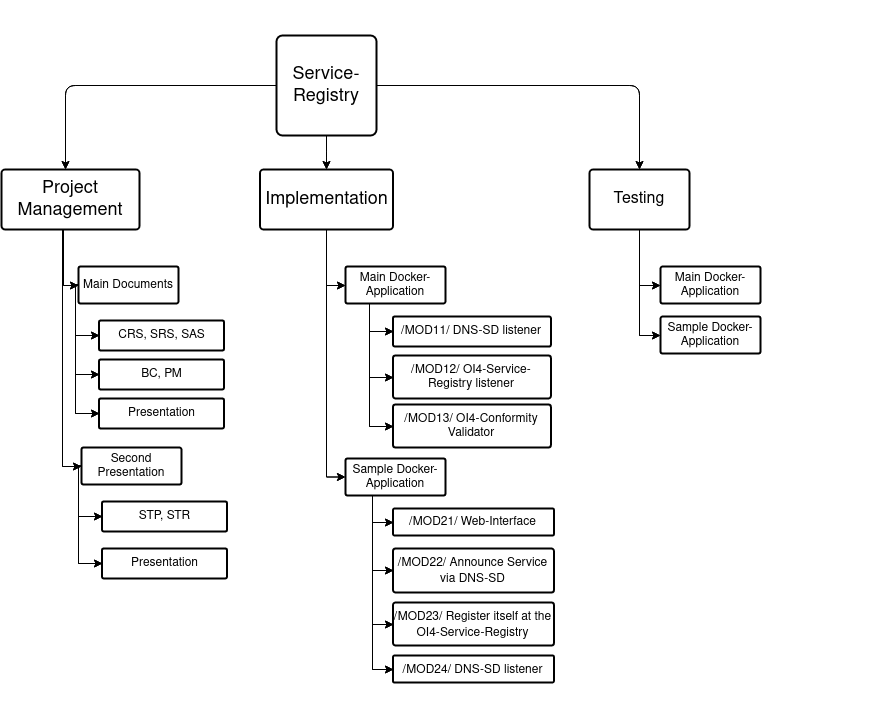 Service-
Registry
Project
Management
Implementation
Testing
Main Documents
CRS, SRS, SAS
BC, PM
Presentation
Second
Presentation
STP, STR
Presentation
Main Docker-
Application
/MOD11/ DNS-SD listener
/MOD12/ OI4-Service-
Registry listener
/MOD13/ OI4-Conformity
Validator
Sample Docker-
Application
/MOD21/ Web-Interface
/MOD22/ Announce Service
via DNS-SD
/MOD23/ Register itself at the
OI4-Service-Registry
/MOD24/ DNS-SD listener
Main Docker-
Application
Sample Docker-
Application